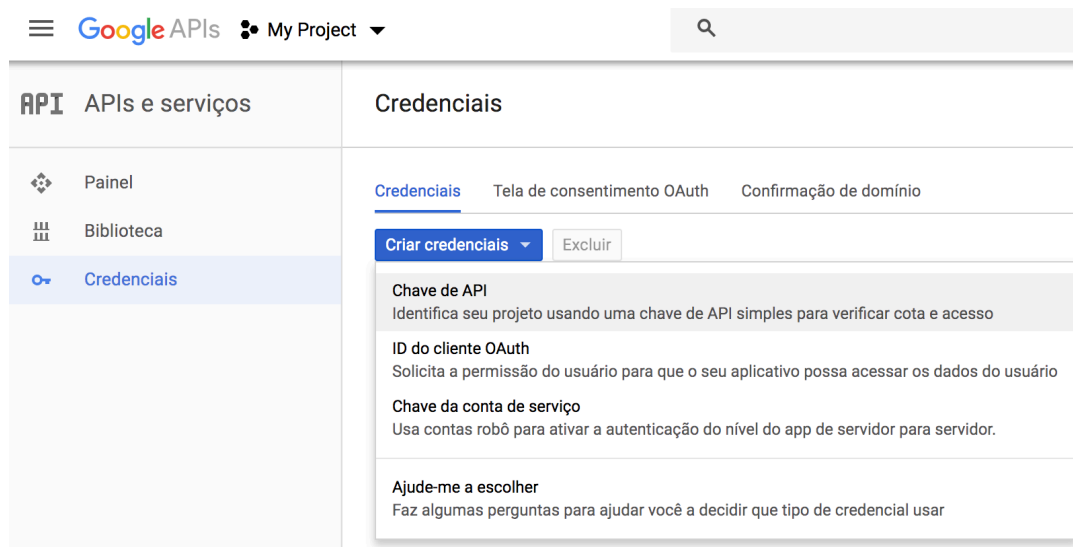 Google APIs My Project
API APIs e serviços
Credenciais
Painel
Biblioteca
Credenciais
Credenciais Tela de consentimento OAuth Confirmação de domínio
Criar credenciais Excluir
Chave de API
Identifica seu projeto usando uma chave de API simples para verificar cota e acesso
ID do cliente OAuth
Solicita a permissão do usuário para que o seu aplicativo possa acessar os dados do usuário
Chave da conta de serviço
Usa contas robô para ativar a autenticação do nível do app de servidor para servidor.
Ajude-me a escolher
Faz algumas perguntas para ajudar você a decidir que tipo de credencial usar